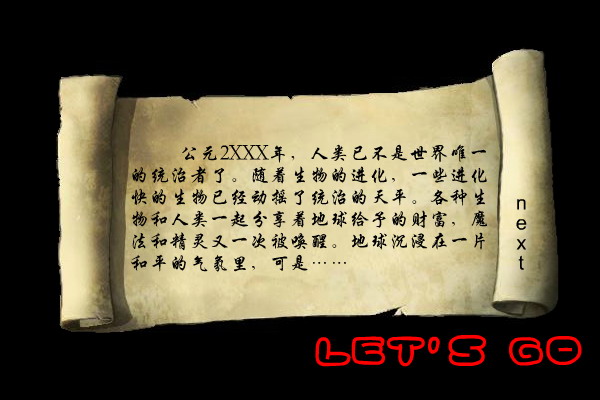 公元2XXX年，人类已不是世界唯一
的统治者了。随着生物的进化，一些进化
快的生物已经动摇了统治的天平。各种生
物和人类一起分享着地球给予的财富，魔
法和精灵又一次被唤醒。地球沉浸在一片
和平的气氛里，可是……
next
LET'S GO